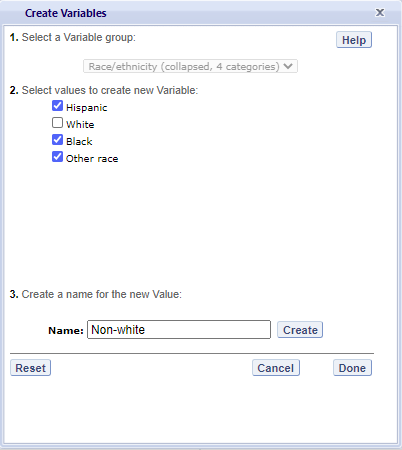 Create Variables
x
1. Select a Variable group:
Help
Race/ethnicity (collapsed, 4 categories)
2. Select values to create new Variable:
Hispanic
White
Black
Other race
3. Create a name for the new Value:
Name: Non-white Create
Reset Cancel Done